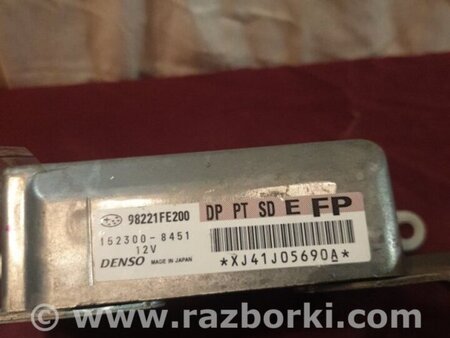 98221FE200 DP PT SD E FP
152300-8451
12V
DENSO MADE IN JAPAN *XJ41J05690A*
www.razborki.com